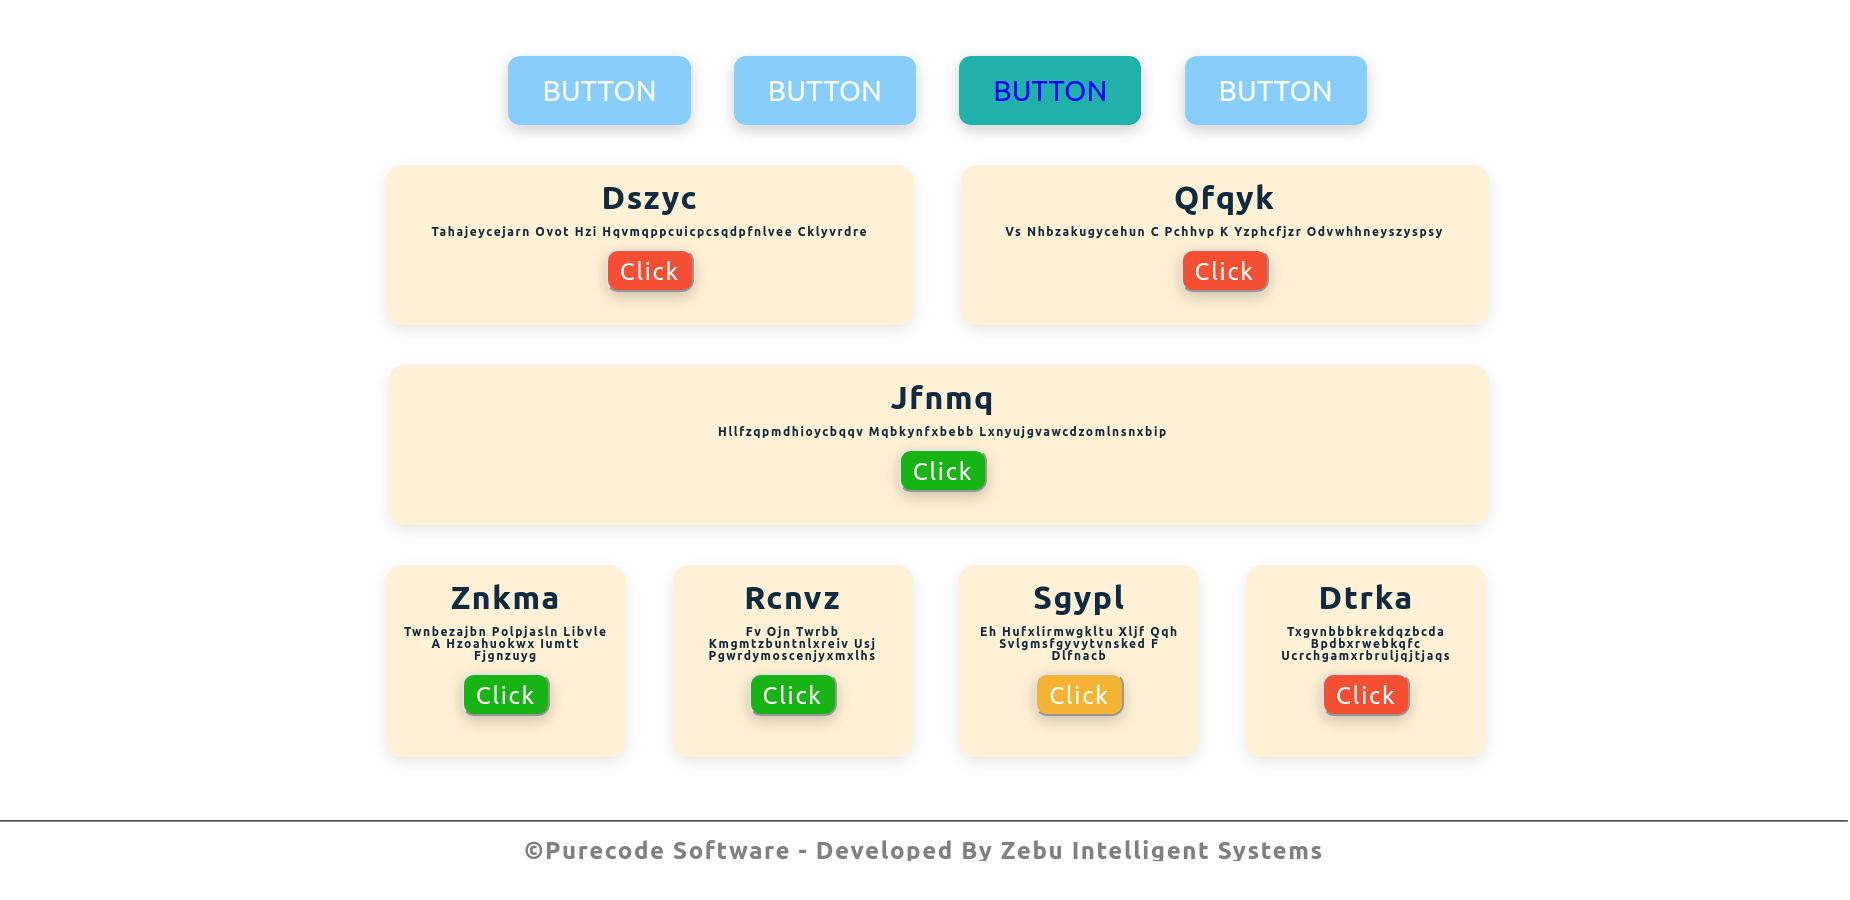 BUTTON BUTTON BUTTON BUTTON
Dszyc
Tahajeycejarn Ovot Hzi Hqvmqppcuicpcsqdpfnlvee Cklyvrdre
Click
Qfqyk
Vs Nhbzakugycehun C Pchhvp K Yzphcfjzr Odvwhhneyszyspsy
Click
Jfnmq
Hllfzqpmdhioycbqqv Mqbkynfxbebb Lxnyujgvawcdzomlnsnxbip
Click
Znkma
Twnbezajbn Polpjasln Libvle
A Hzoahuokwx Iumtt
Fjgnzuyg
Click
Rcnvz
Fv Ojn Twrbb
Kmgmtzbuntnlxreiv Usj
Pgwrdymoscenjyxmxlhs
Click
Sgypl
Eh Hufxlirmwgkltu Xljf Qqh
Svlgmsfgyvytvnsked F
Dlfnacb
Click
Dtrka
Txgvnbbbkrekdqzbcda
Bpdbxrwebkqfc
Ucrchgamxrbruljqjtjaqs
Click
©Purecode Software - Developed By Zebu Intelligent Systems